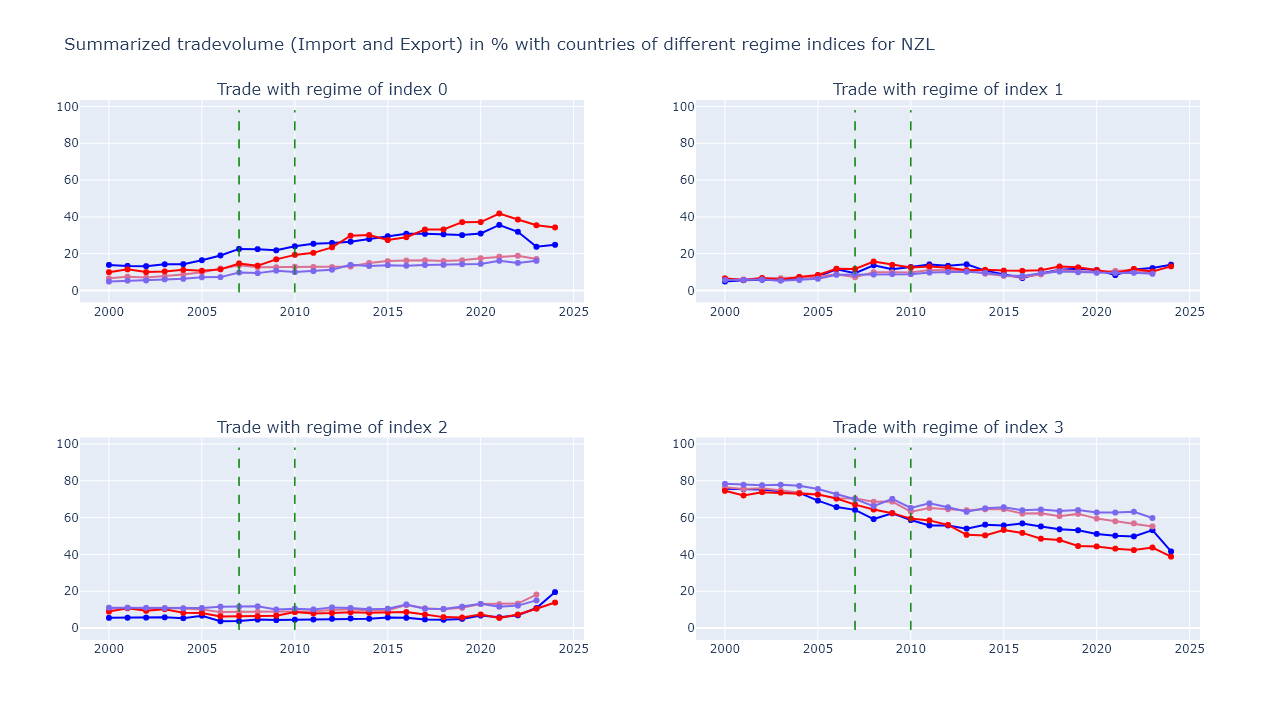 Summarized tradevolume (Import and Export) in % with countries of different regime indices for NZL
Trade with regime of index 0
Trade with regime of index 1
100
80
60
40
20
0
2000 2005 2010 2015 2020 2025
100
80
60
40
20
0
2000 2005 2010 2015 2020 2025
Trade with regime of index 2
Trade with regime of index 3
100
80
60
40
20
0
2000 2005 2010 2015 2020 2025
100
80
60
40
20
0
2000 2005 2010 2015 2020 2025